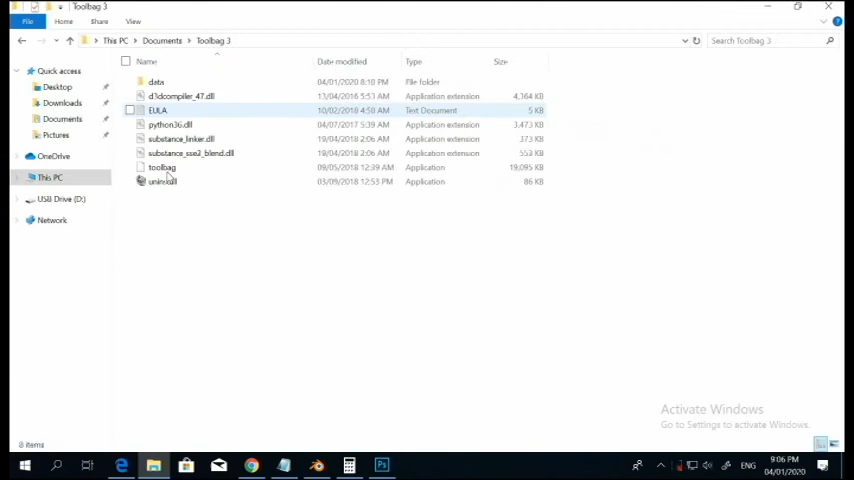 Toolbag 3
File Home Share View
This PC Documents Toolbag 3 Search Toolbag 3
Name Date modified Type Size
Quick access
Desktop
Downloads
Documents
Pictures
OneDrive
This PC
USB Drive (D:)
Network
data 04/01/2020 8:10 PM File folder
d3dcompiler_47.dll 13/04/2016 5:53 AM Application extension 4,164 KB
EULA 10/02/2018 4:50 AM Text Document 5 KB
python36.dll 04/07/2017 5:39 AM Application extension 3,473 KB
substance_linker.dll 19/04/2018 2:06 AM Application extension 373 KB
substance_sse2_blend.dll 19/04/2018 2:06 AM Application extension 553 KB
toolbag 09/05/2018 12:39 AM Application 19,095 KB
uninstall 03/09/2018 12:53 PM Application 86 KB
Activate Windows
Go to Settings to activate Windows.
8 items
Ps
ENG
9:06 PM
04/01/2020